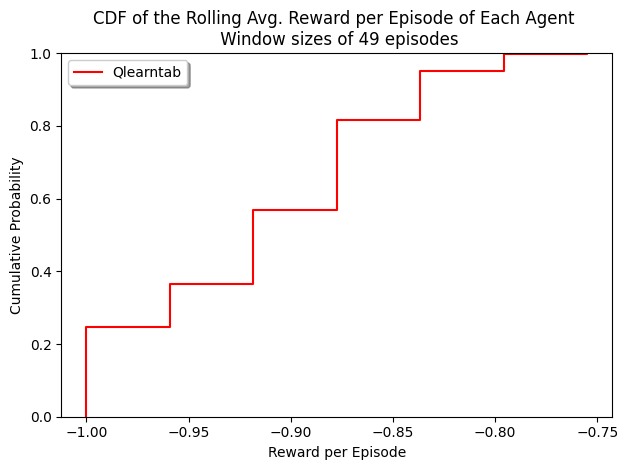 CDF of the Rolling Avg. Reward per Episode of Each Agent
Window sizes of 49 episodes
Qlearntab
Cumulative Probability
1.0
0.8
0.6
0.4
0.2
0.0
−1.00
−0.95
−0.90
−0.85
−0.80
−0.75
Reward per Episode